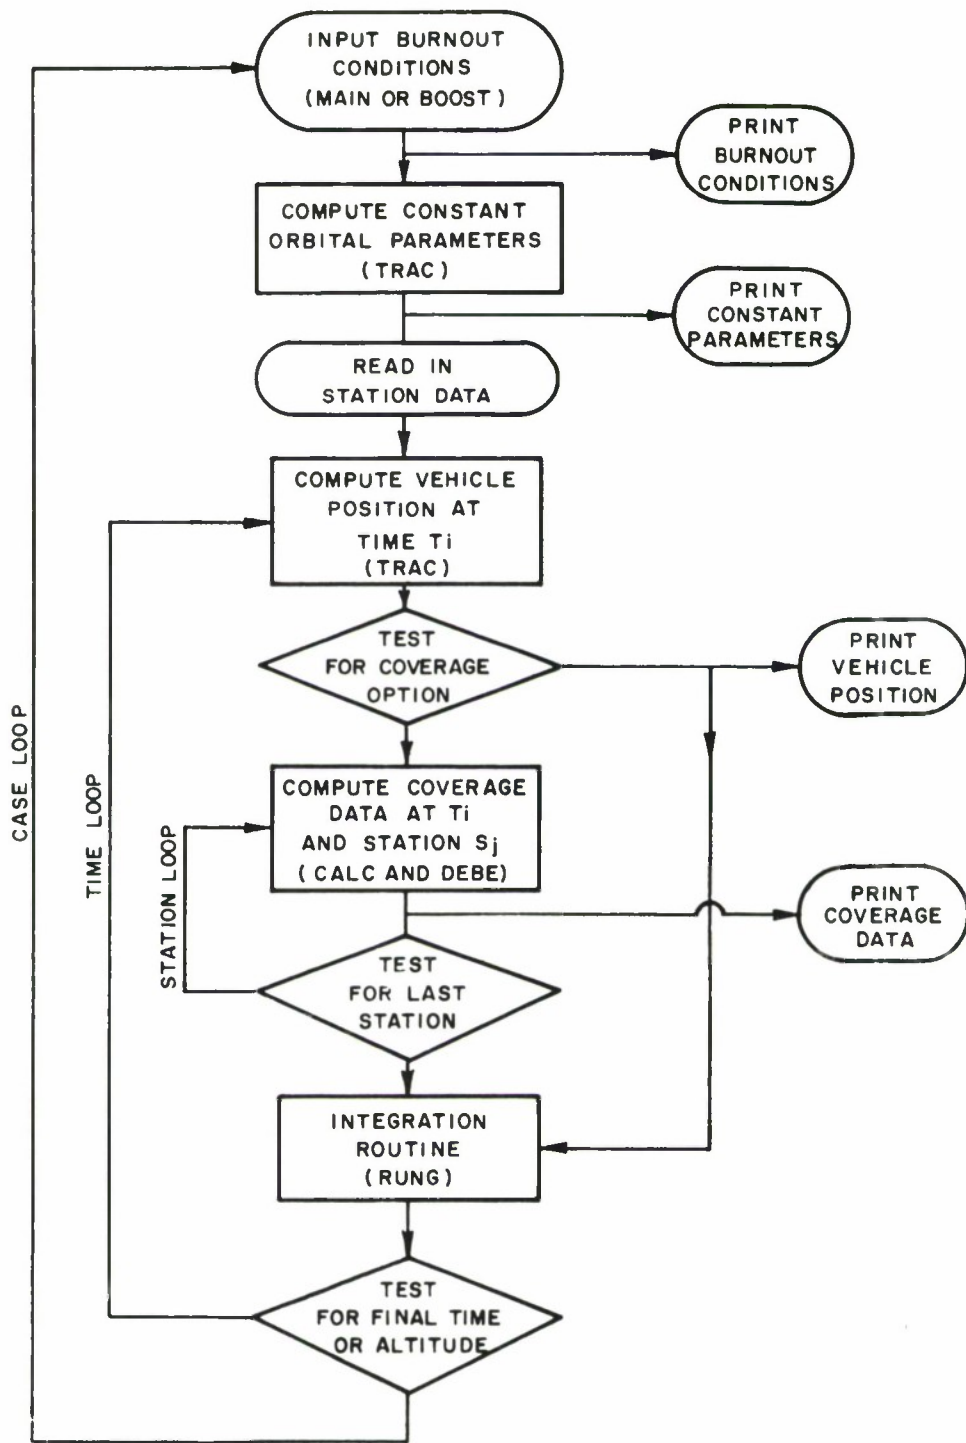 INPUT BURNOUT
CONDITIONS
(MAIN OR BOOST)
PRINT
BURNOUT
CONDITIONS
COMPUTE CONSTANT
ORBITAL PARAMETERS
(TRAC)
PRINT
CONSTANT
PARAMETERS
READ IN
STATION DATA
COMPUTE VEHICLE
POSITION AT
TIME Ti
(TRAC)
TEST
FOR COVERAGE
OPTION
PRINT
VEHICLE
POSITION
COMPUTE COVERAGE
DATA AT Ti
AND STATION Sj
(CALC AND DEBE)
PRINT
COVERAGE
DATA
TEST
FOR LAST
STATION
INTEGRATION
ROUTINE
(RUNG)
TEST
FOR FINAL TIME
OR ALTITUDE
CASE LOOP
TIME LOOP
STATION LOOP